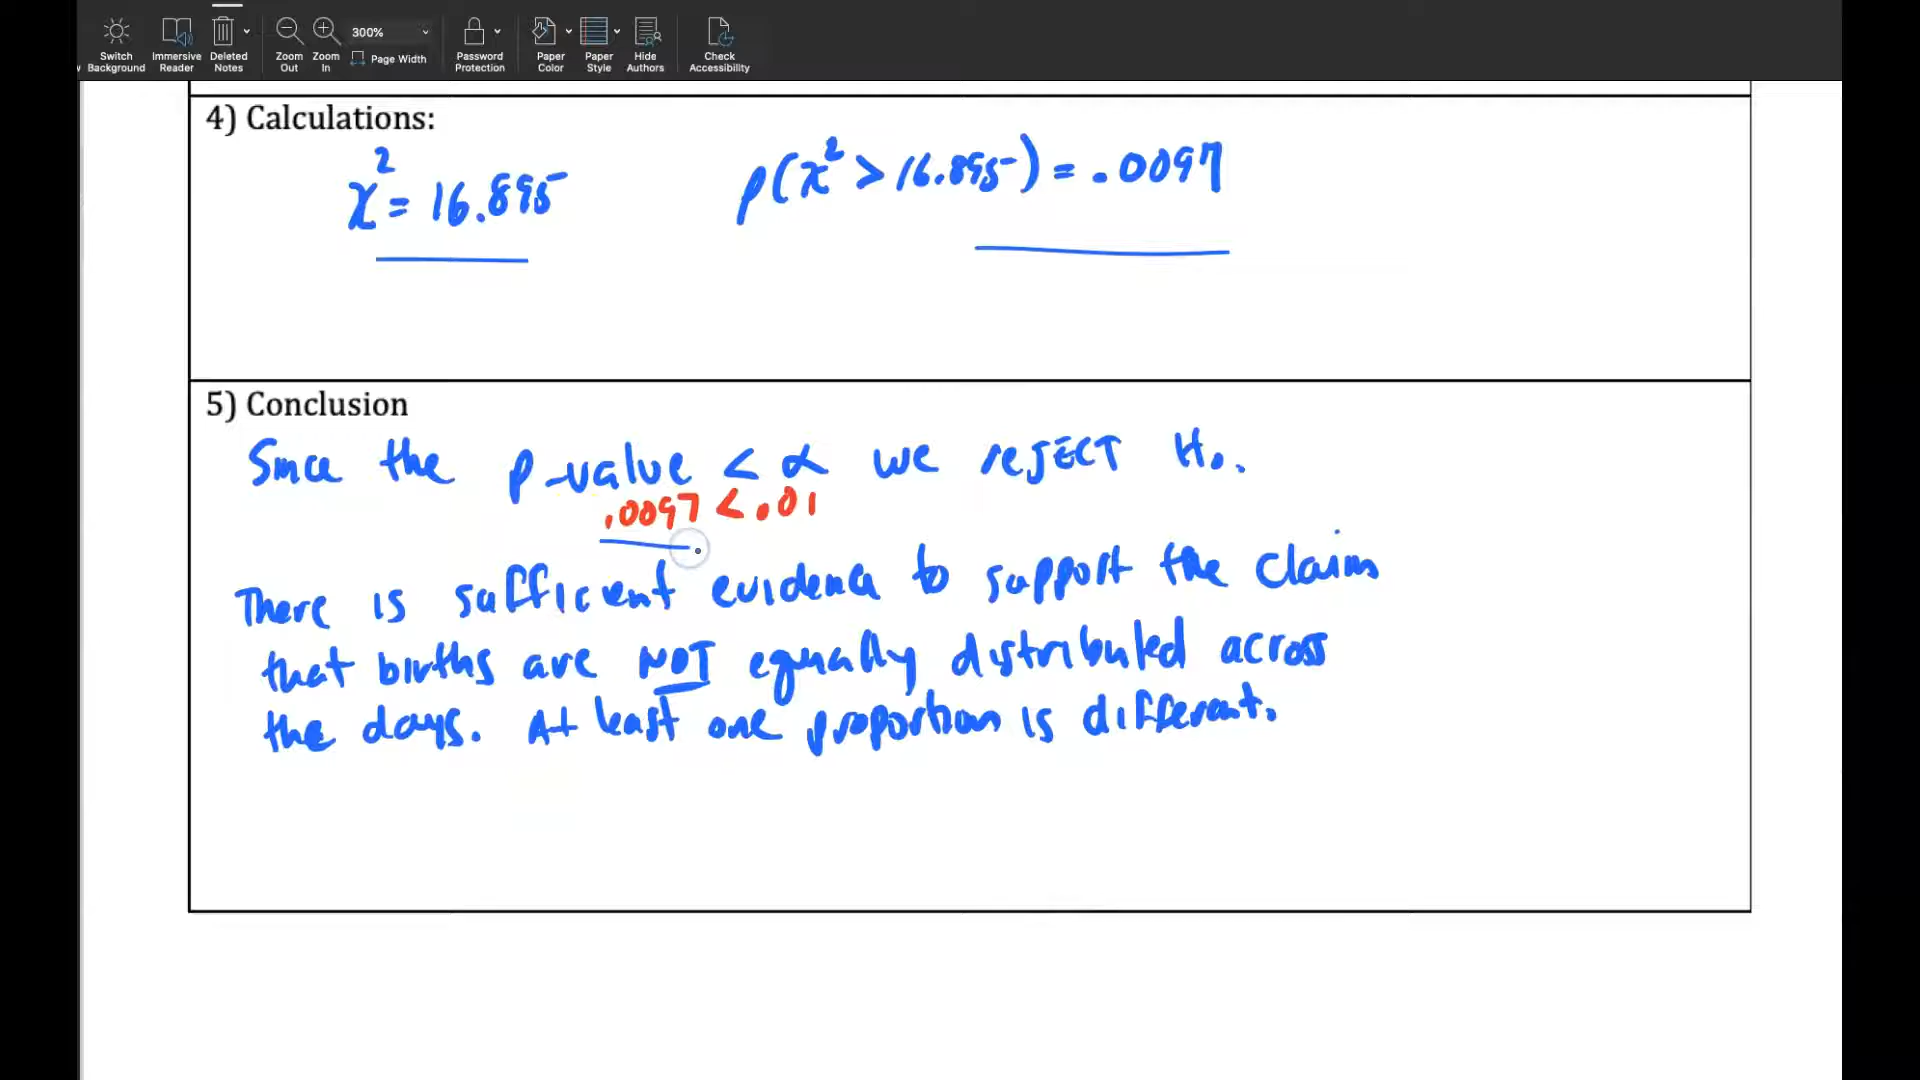 Switch Background
Immersive Reader
Deleted Notes
Zoom Out
Zoom In
300%
Page Width
Password Protection
Paper Color
Paper Style
Hide Authors
Check Accessibility
4) Calculations:
χ² = 16.895
p(χ² > 16.895) = .0097
5) Conclusion
Since the p-value < α we reJECT H₀.
.0097 < .01
There is sufficient evidence to support the claim
that births are NOT equally distributed across
the days. At least one proportion is different.